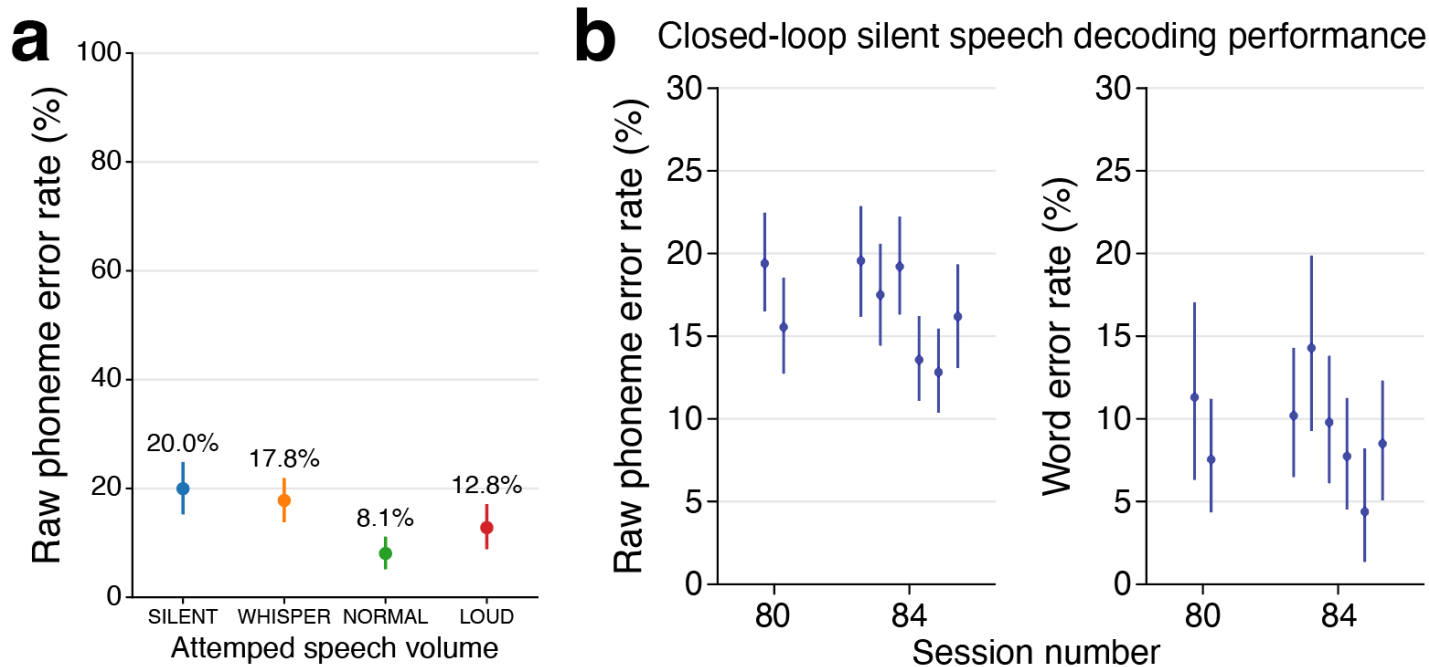 a
Raw phoneme error rate (%)
100
80
60
40
20
0
20.0%
17.8%
8.1%
12.8%
SILENT WHISPER NORMAL LOUD
Attemped speech volume
b
Closed-loop silent speech decoding performance
Raw phoneme error rate (%)
30
25
20
15
10
5
0
80 84
Word error rate (%)
30
25
20
15
10
5
0
80 84
Session number